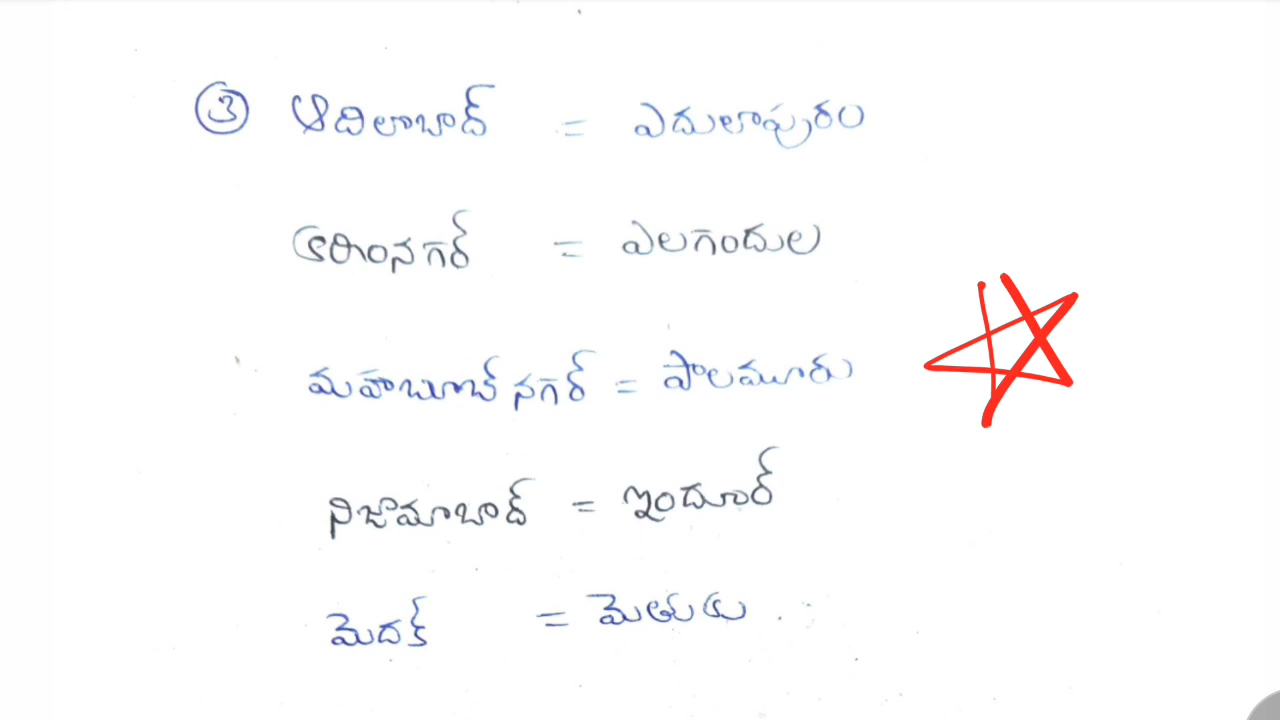 ③ ఆదిలాబాద్ = ఎదులాపురం
కరీంనగర్ = ఎలగందుల
మహబూబ్ నగర్ = పాలమూరు
నిజామాబాద్ = ఇందూర్
మెదక్ = మెతుకు .